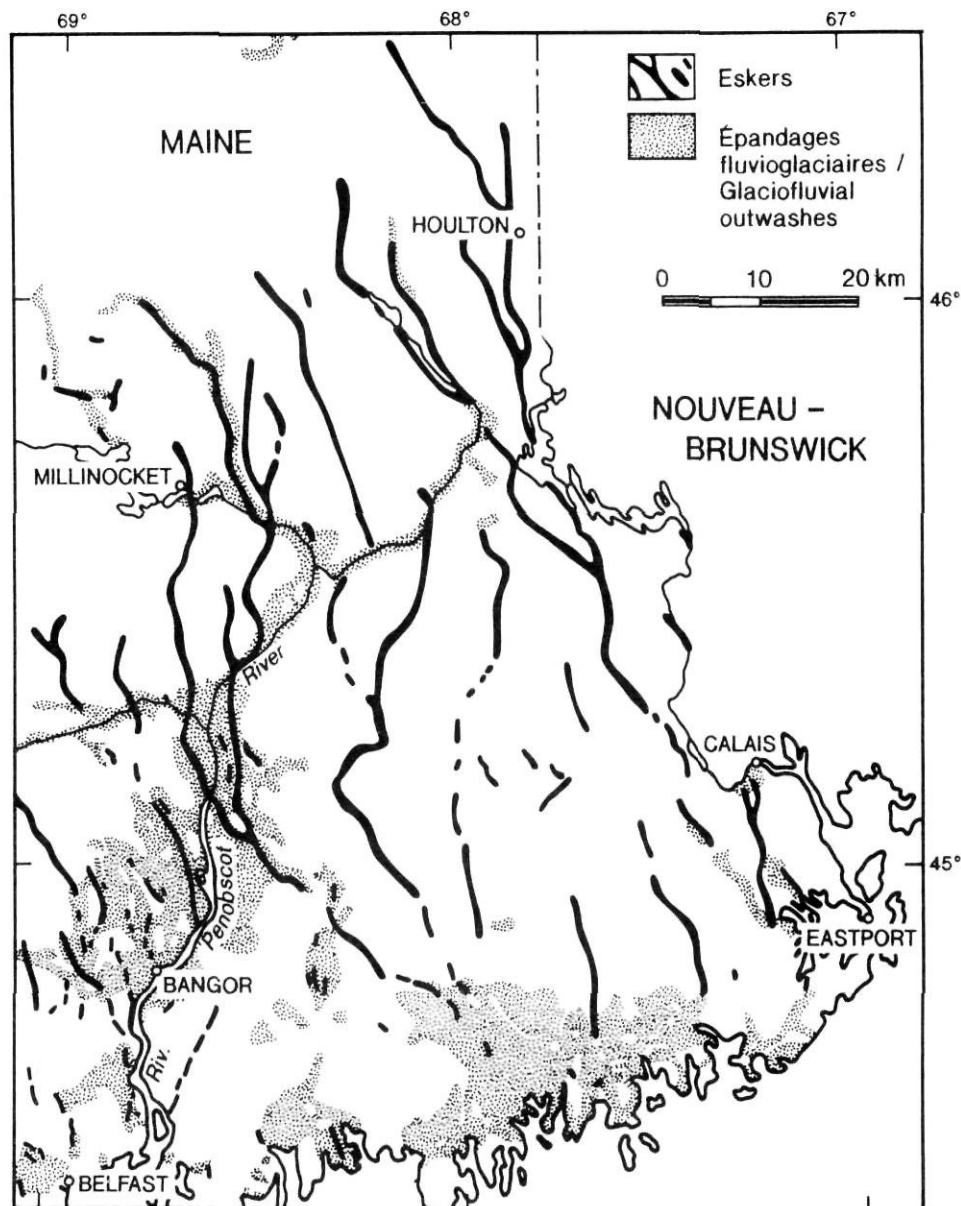 69°
68°
67°
Eskers
MAINE
Épandages
fluvioglaciaires /
Glaciofluvial
outwashes
HOULTON
0 10 20 km
46°
NOUVEAU –
BRUNSWICK
MILLINOCKET
River
CALAIS
45°
Penobscot
EASTPORT
BANGOR
Riv.
BELFAST